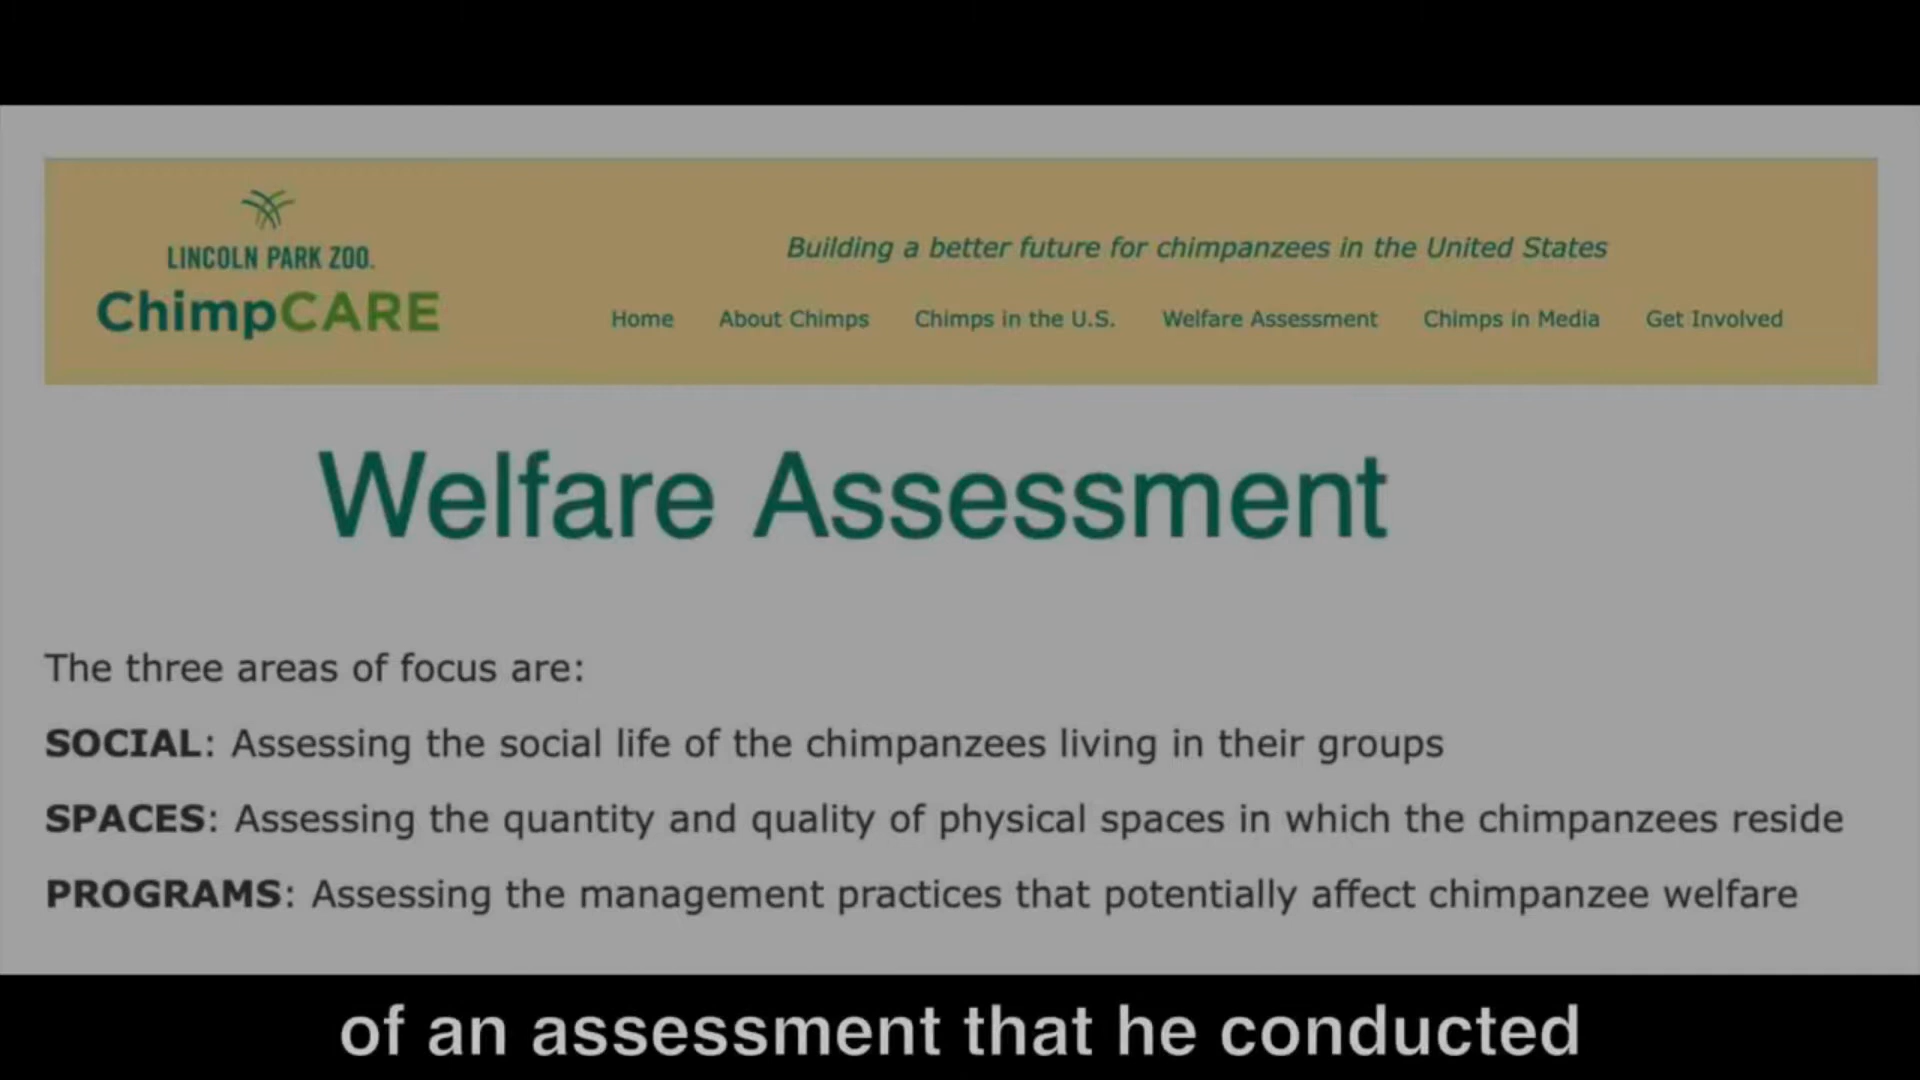 LINCOLN PARK ZOO.
ChimpCARE
Building a better future for chimpanzees in the United States
Home About Chimps Chimps in the U.S. Welfare Assessment Chimps in Media Get Involved
Welfare Assessment
The three areas of focus are:
SOCIAL: Assessing the social life of the chimpanzees living in their groups
SPACES: Assessing the quantity and quality of physical spaces in which the chimpanzees reside
PROGRAMS: Assessing the management practices that potentially affect chimpanzee welfare
of an assessment that he conducted